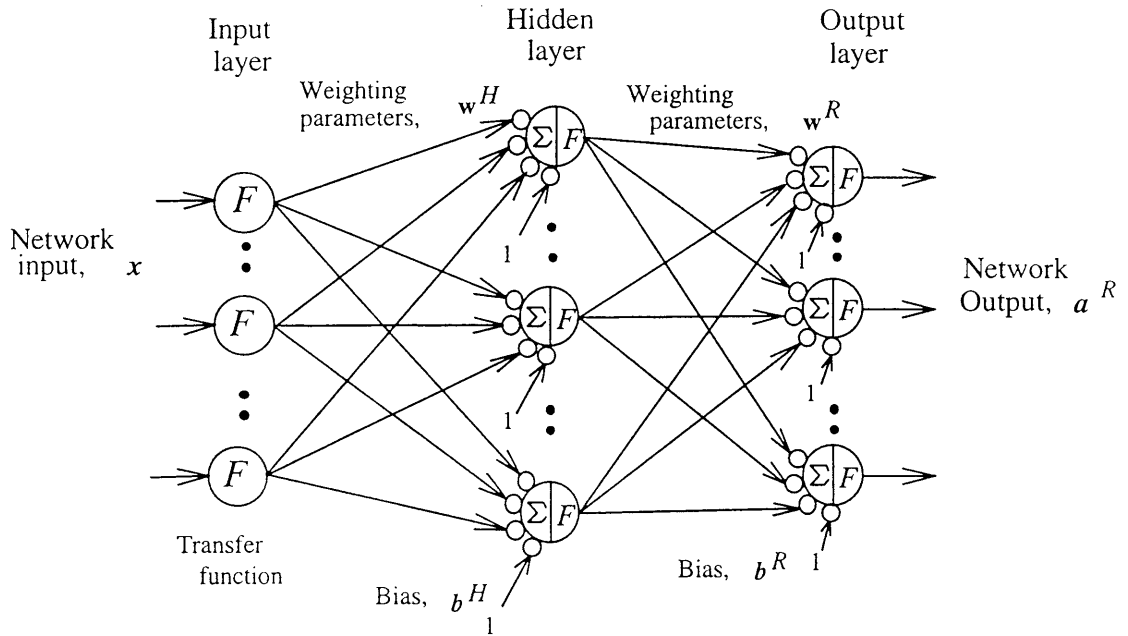 Input
layer
Hidden
layer
Output
layer
Weighting
parameters, w^H
Weighting
parameters, w^R
Σ F
Σ F
F
1
1
Network
input, x
F
Σ F
Σ F
Network
Output, a^R
1
1
F
Σ F
Σ F
Transfer
function
Bias, b^H
1
Bias, b^R
1